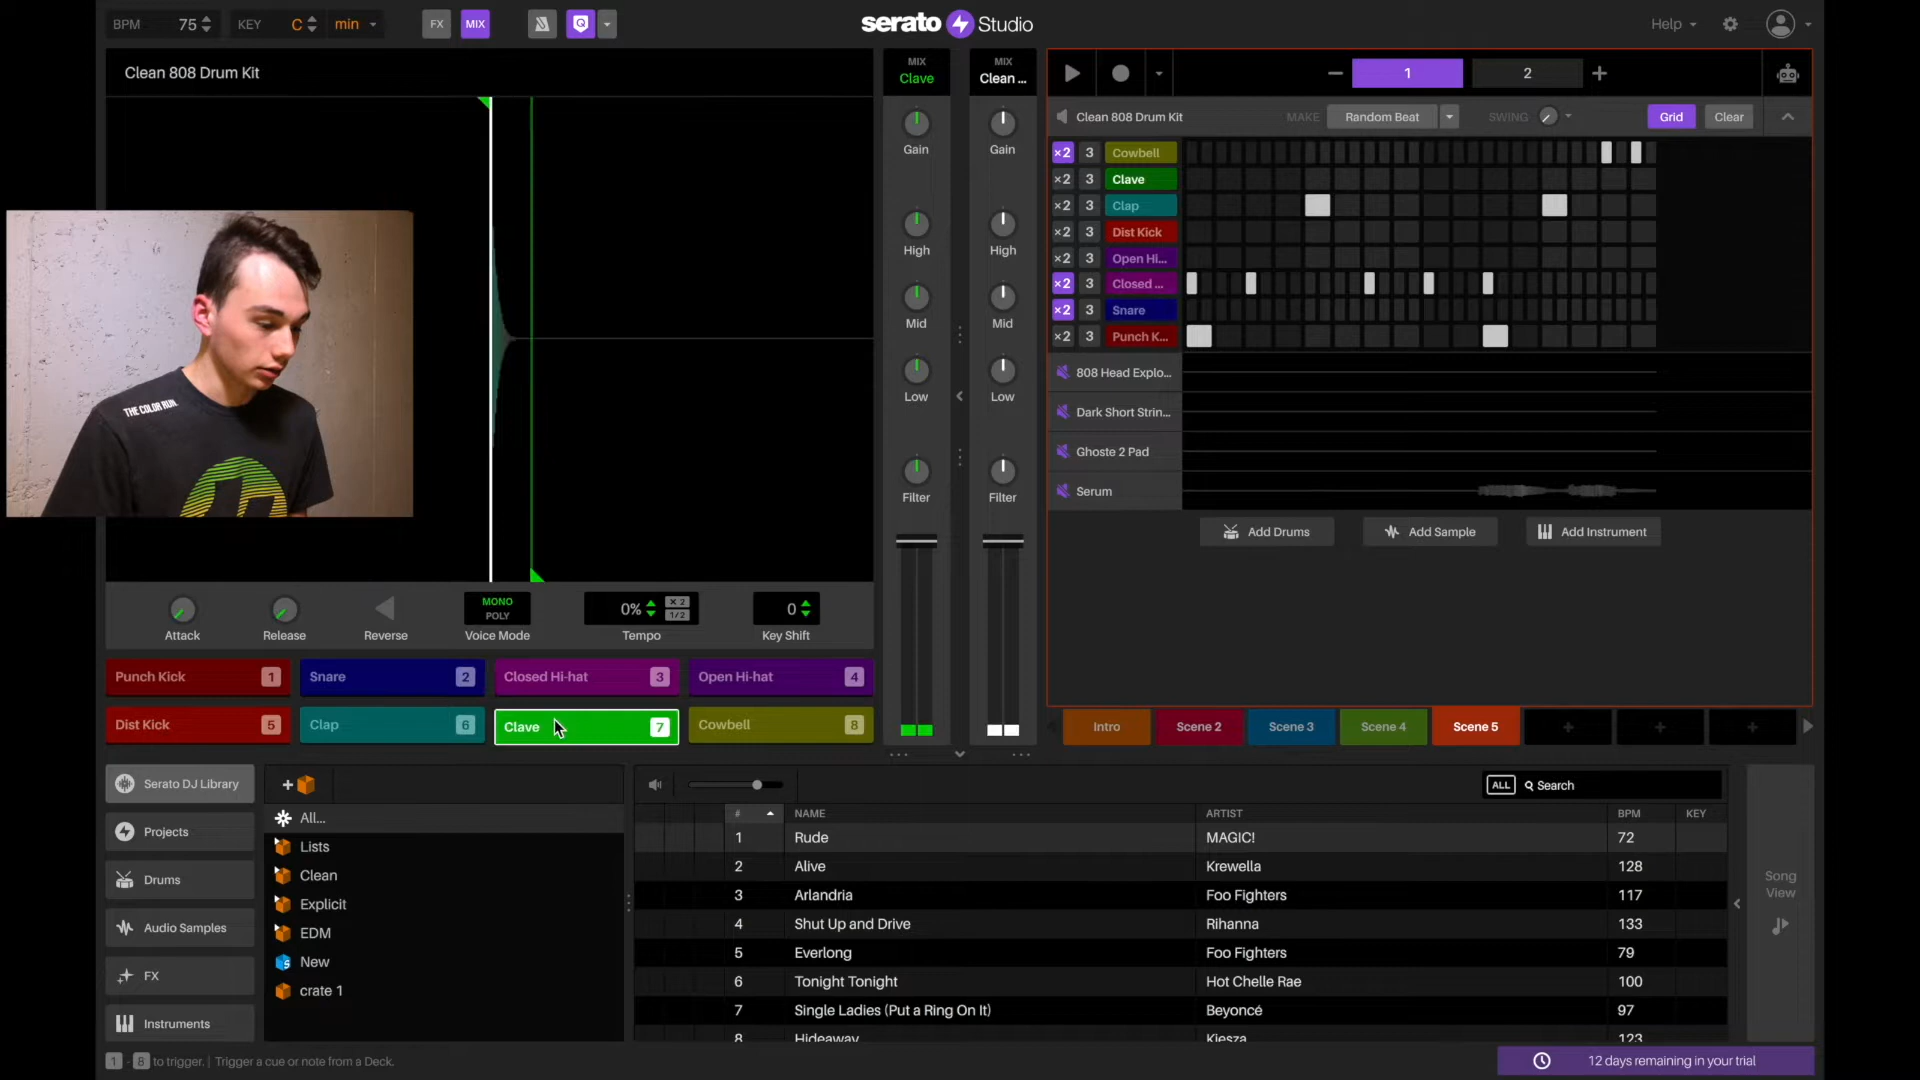 BPM 75 KEY C min FX MIX serato Studio Help
Clean 808 Drum Kit
MIX
Clave
MIX
Clean ...
1 2
Clean 808 Drum Kit MAKE Random Beat SWING Grid Clear
Gain Gain
High High
Mid Mid
Low Low
Filter Filter
×2 3 Cowbell
×2 3 Clave
×2 3 Clap
×2 3 Dist Kick
×2 3 Open Hi...
×2 3 Closed ...
×2 3 Snare
×2 3 Punch K...
808 Head Explo...
Dark Short Strin...
Ghoste 2 Pad
Serum
Add Drums Add Sample Add Instrument
THE COLOR RUN.
MONO
POLY
0% × 2
1/2
0
Attack Release Reverse Voice Mode Tempo Key Shift
Punch Kick 1 Snare 2 Closed Hi-hat 3 Open Hi-hat 4
Dist Kick 5 Clap 6 Clave 7 Cowbell 8
Intro Scene 2 Scene 3 Scene 4 Scene 5 + + +
Serato DJ Library
Projects
Drums
Audio Samples
FX
Instruments
+
All...
Lists
Clean
Explicit
EDM
New
crate 1
ALL Search
# NAME ARTIST BPM KEY
1 Rude MAGIC! 72
2 Alive Krewella 128
3 Arlandria Foo Fighters 117
4 Shut Up and Drive Rihanna 133
5 Everlong Foo Fighters 79
6 Tonight Tonight Hot Chelle Rae 100
7 Single Ladies (Put a Ring On It) Beyoncé 97
8 Hideaway Kiesza 123
Song
View
1 - 8 to trigger. | Trigger a cue or note from a Deck.
12 days remaining in your trial